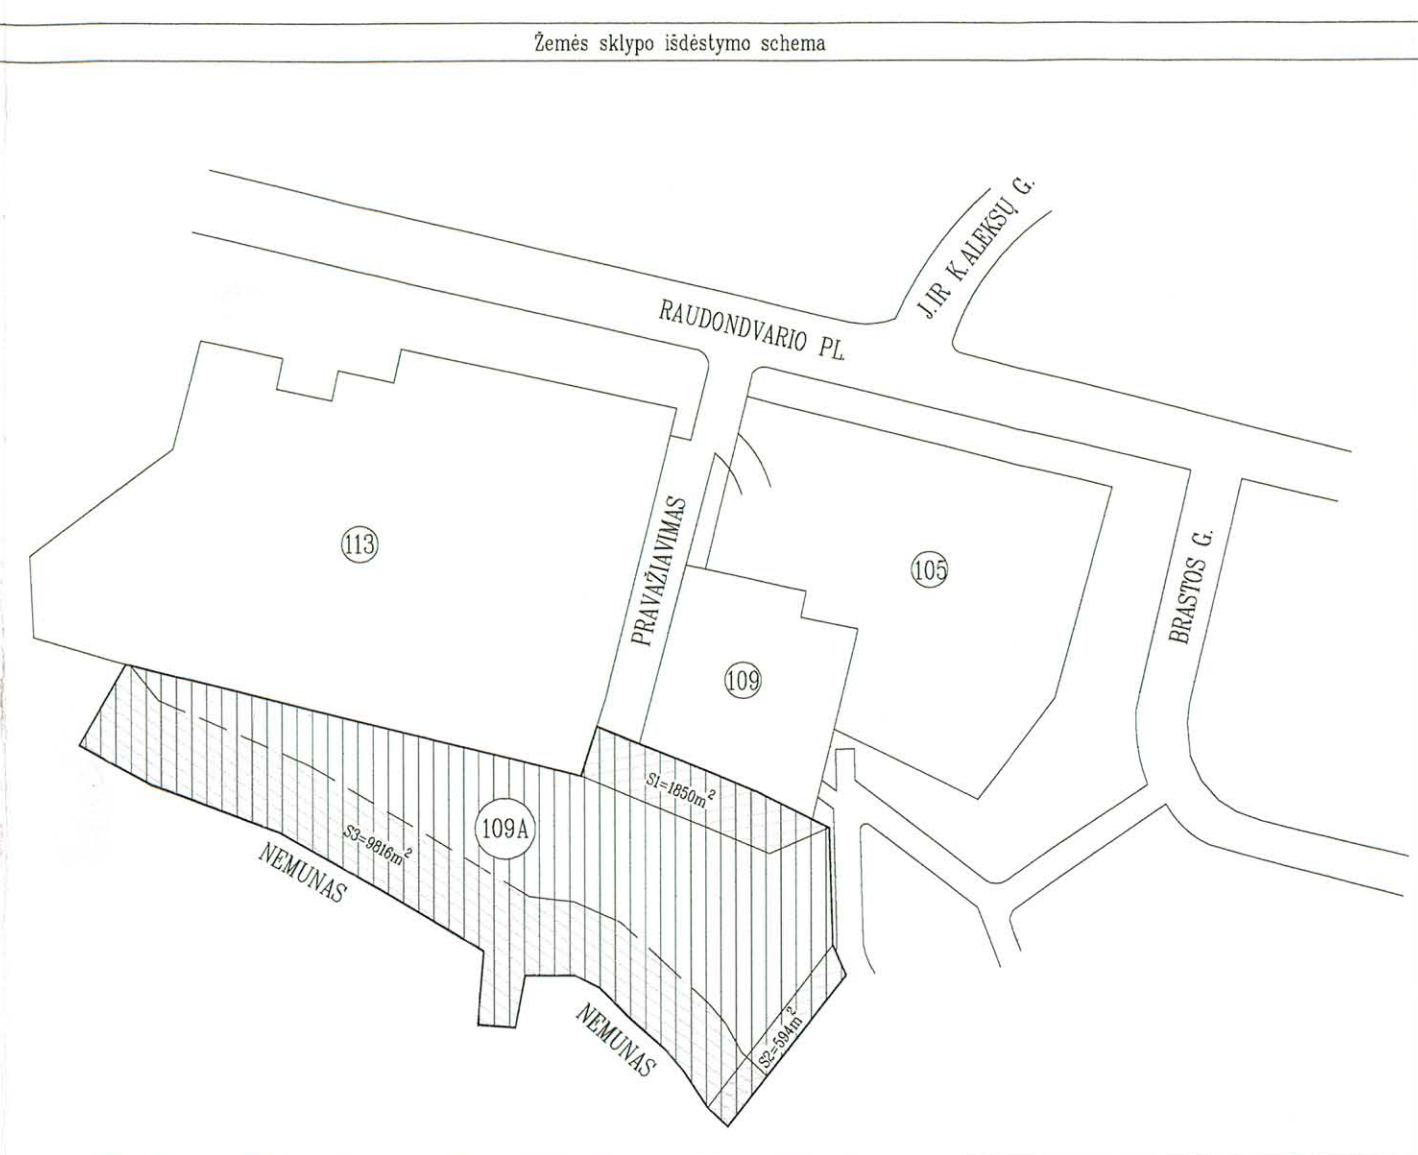 Žemės sklypo išdėstymo schema
J.IR K.ALEKSŲ G.
RAUDONDVARIO PL.
113
PRAVAŽIAVIMAS
105
BRASTOS G.
109
S1=1850m²
109A
S3=9816m²
NEMUNAS
NEMUNAS
S2=594m²